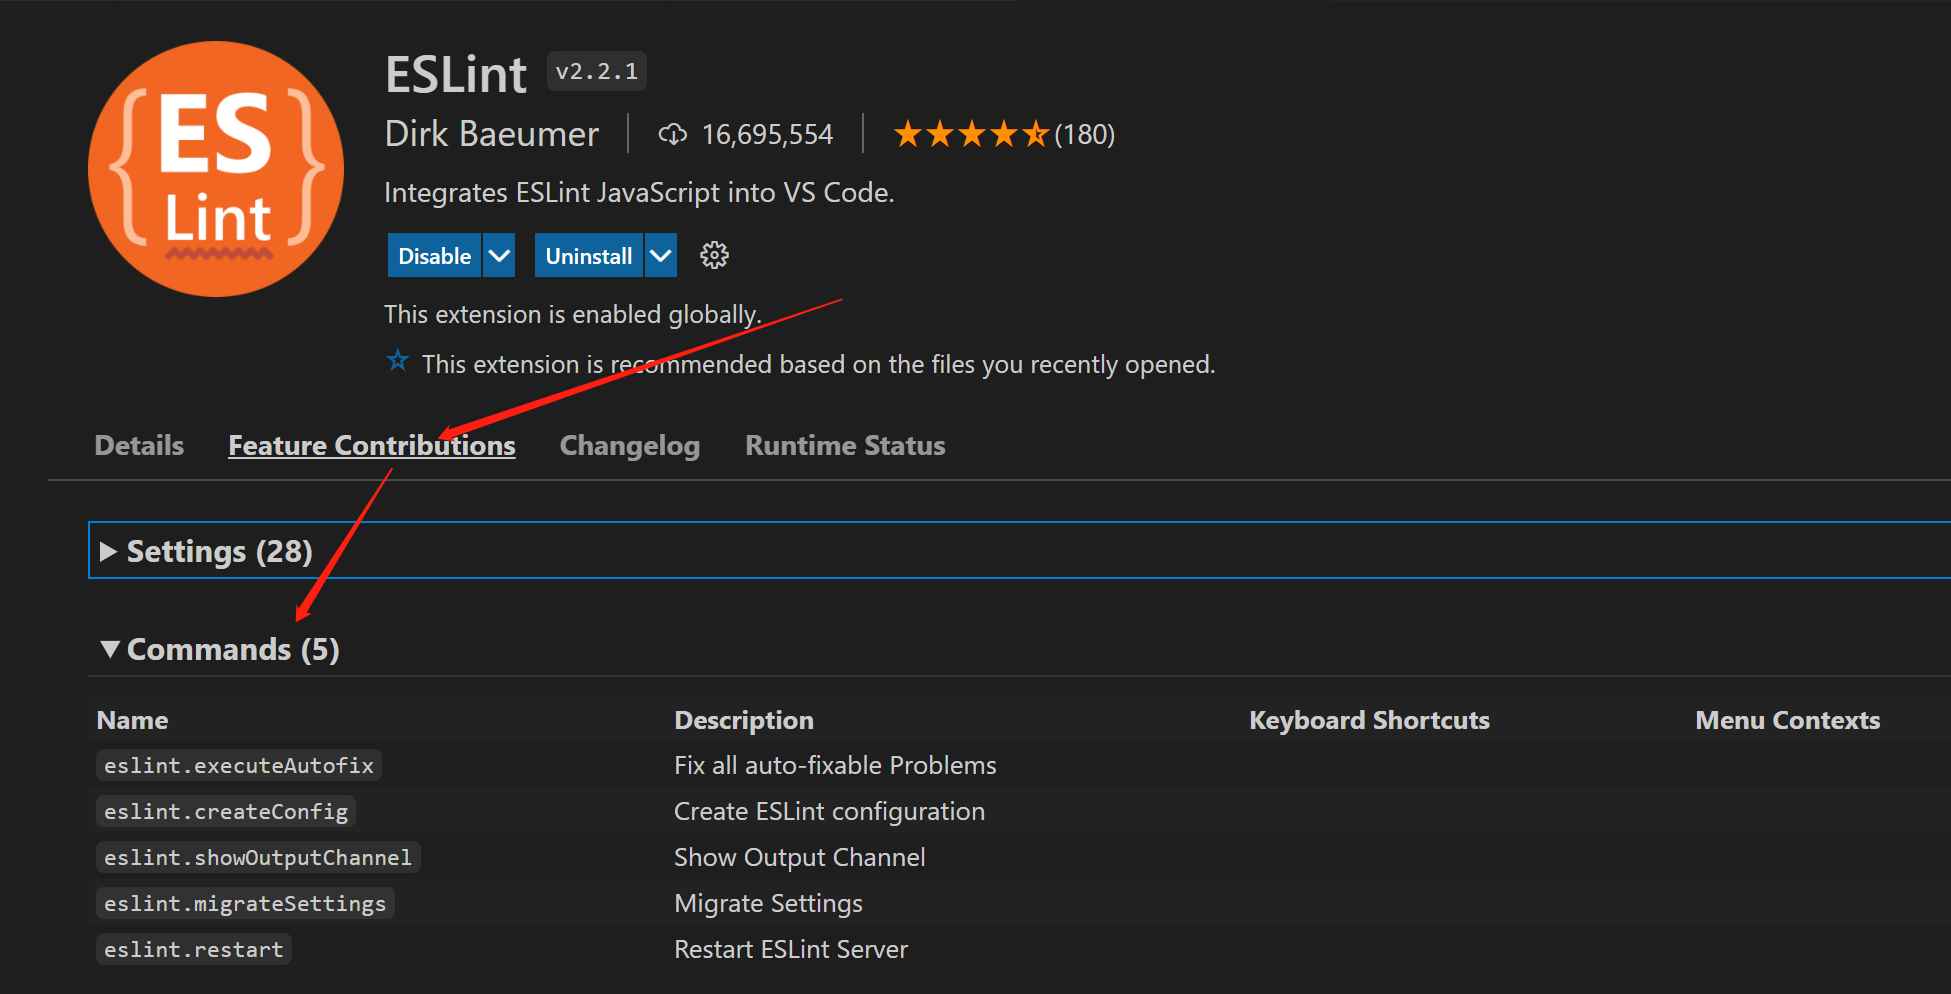 {ES}
Lint
ESLint v2.2.1
Dirk Baeumer 16,695,554 (180)
Integrates ESLint JavaScript into VS Code.
Disable Uninstall
This extension is enabled globally.
This extension is recommended based on the files you recently opened.
Details Feature Contributions Changelog Runtime Status
Settings (28)
Commands (5)
Name Description Keyboard Shortcuts Menu Contexts
eslint.executeAutofix Fix all auto-fixable Problems
eslint.createConfig Create ESLint configuration
eslint.showOutputChannel Show Output Channel
eslint.migrateSettings Migrate Settings
eslint.restart Restart ESLint Server